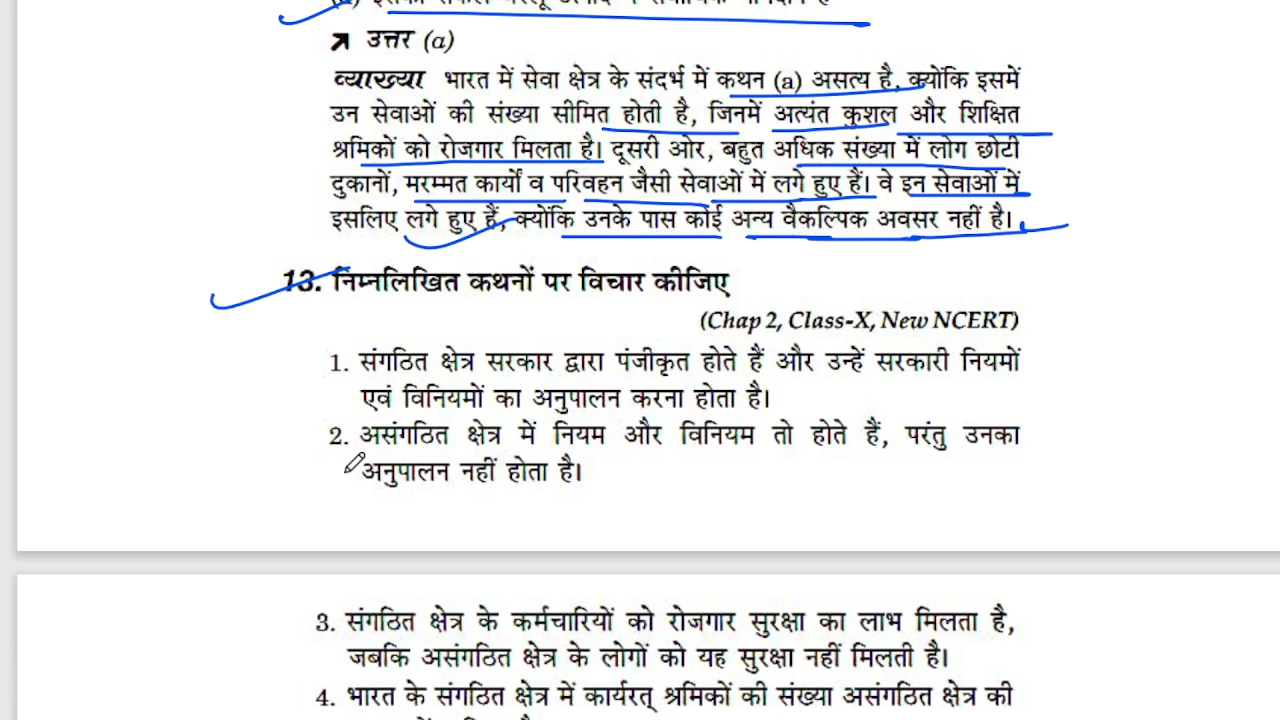 ↗ उत्तर (a)
व्याख्या भारत में सेवा क्षेत्र के संदर्भ में कथन (a) असत्य है, क्योंकि इसमें
उन सेवाओं की संख्या सीमित होती है, जिनमें अत्यंत कुशल और शिक्षित
श्रमिकों को रोजगार मिलता है। दूसरी ओर, बहुत अधिक संख्या में लोग छोटी
दुकानों, मरम्मत कार्यों व परिवहन जैसी सेवाओं में लगे हुए हैं। वे इन सेवाओं में
इसलिए लगे हुए हैं, क्योंकि उनके पास कोई अन्य वैकल्पिक अवसर नहीं है।
13. निम्नलिखित कथनों पर विचार कीजिए
(Chap 2, Class-X, New NCERT)
1. संगठित क्षेत्र सरकार द्वारा पंजीकृत होते हैं और उन्हें सरकारी नियमों
एवं विनियमों का अनुपालन करना होता है।
2. असंगठित क्षेत्र में नियम और विनियम तो होते हैं, परंतु उनका
अनुपालन नहीं होता है।
3. संगठित क्षेत्र के कर्मचारियों को रोजगार सुरक्षा का लाभ मिलता है,
जबकि असंगठित क्षेत्र के लोगों को यह सुरक्षा नहीं मिलती है।
4. भारत के संगठित क्षेत्र में कार्यरत् श्रमिकों की संख्या असंगठित क्षेत्र की